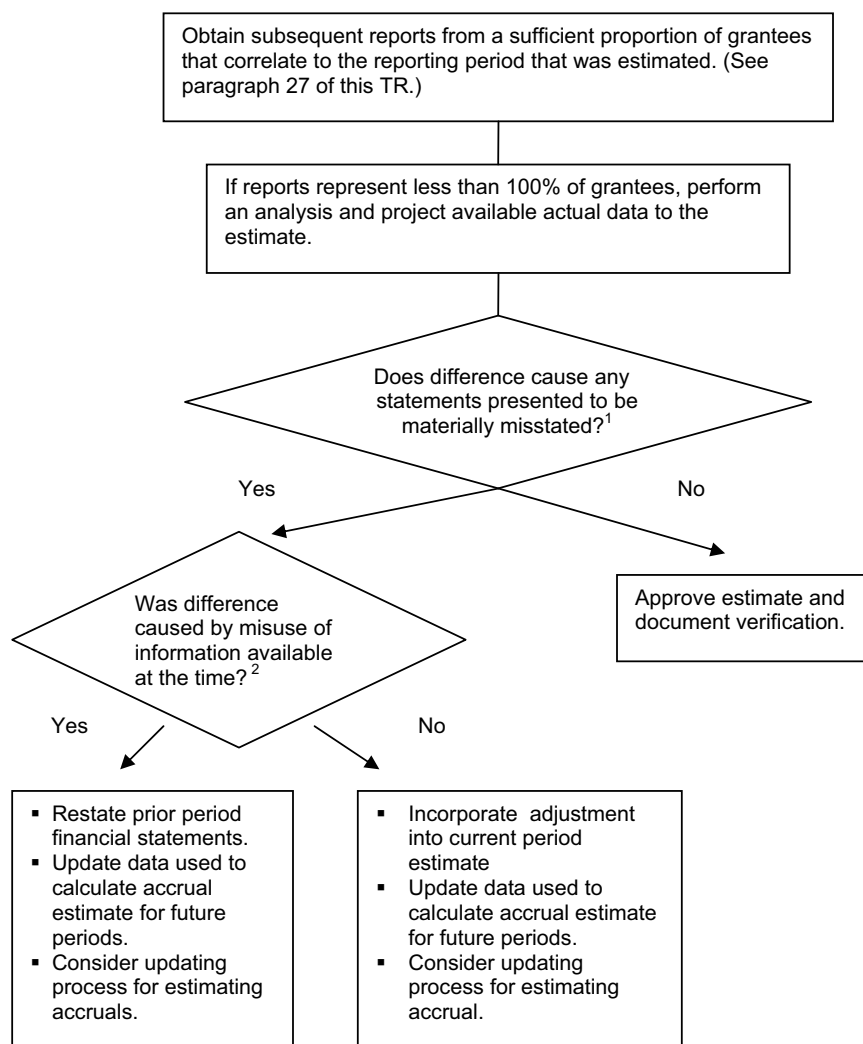 Obtain subsequent reports from a sufficient proportion of grantees
that correlate to the reporting period that was estimated. (See
paragraph 27 of this TR.)
If reports represent less than 100% of grantees, perform
an analysis and project available actual data to the
estimate.
Does difference cause any
statements presented to be
materially misstated?¹
Yes
No
Was difference
caused by misuse of
information available
at the time? ²
Approve estimate and
document verification.
Yes
No
▪ Restate prior period
financial statements.
▪ Update data used to
calculate accrual
estimate for future
periods.
▪ Consider updating
process for estimating
accruals.
▪ Incorporate adjustment
into current period
estimate
▪ Update data used to
calculate accrual estimate
for future periods.
▪ Consider updating
process for estimating
accrual.